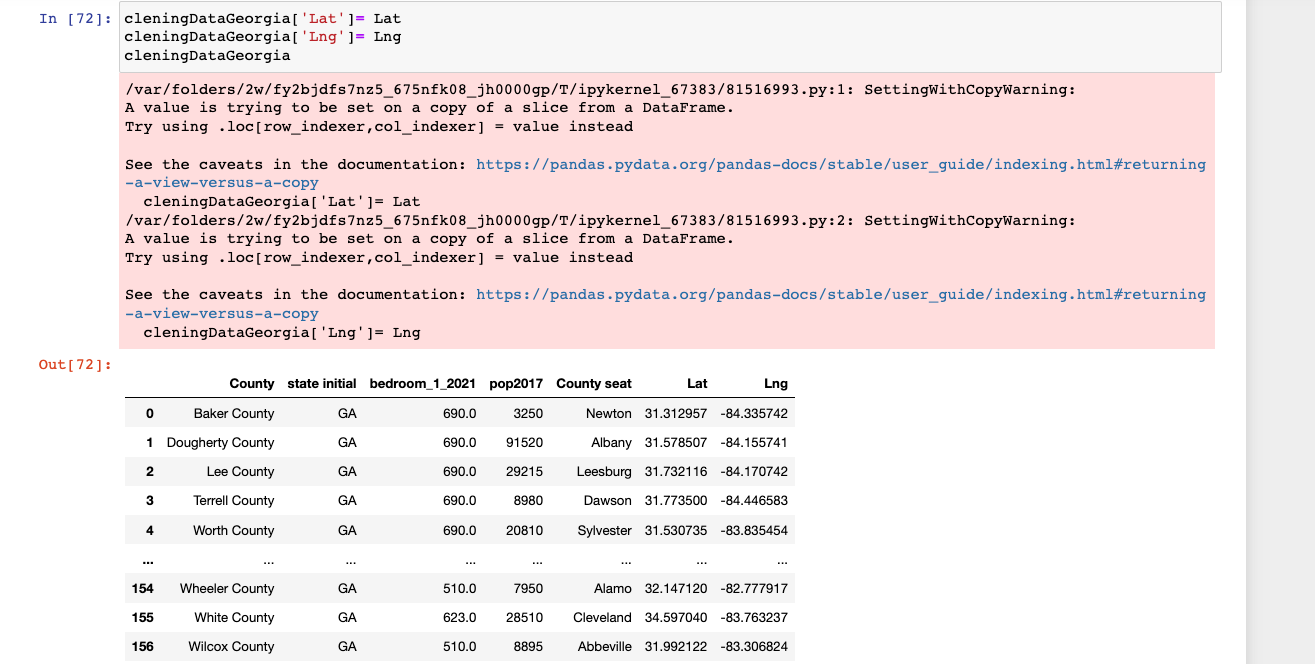 In [72]: cleningDataGeorgia['Lat']= Lat
cleningDataGeorgia['Lng']= Lng
cleningDataGeorgia
/var/folders/2w/fy2bjdfs7nz5_675nfk08_jh0000gp/T/ipykernel_67383/81516993.py:1: SettingWithCopyWarning:
A value is trying to be set on a copy of a slice from a DataFrame.
Try using .loc[row_indexer,col_indexer] = value instead
See the caveats in the documentation: https://pandas.pydata.org/pandas-docs/stable/user_guide/indexing.html#returning
-a-view-versus-a-copy
cleningDataGeorgia['Lat']= Lat
/var/folders/2w/fy2bjdfs7nz5_675nfk08_jh0000gp/T/ipykernel_67383/81516993.py:2: SettingWithCopyWarning:
A value is trying to be set on a copy of a slice from a DataFrame.
Try using .loc[row_indexer,col_indexer] = value instead
See the caveats in the documentation: https://pandas.pydata.org/pandas-docs/stable/user_guide/indexing.html#returning
-a-view-versus-a-copy
cleningDataGeorgia['Lng']= Lng
Out[72]:
County state initial bedroom_1_2021 pop2017 County seat Lat Lng
0 Baker County GA 690.0 3250 Newton 31.312957 -84.335742
1 Dougherty County GA 690.0 91520 Albany 31.578507 -84.155741
2 Lee County GA 690.0 29215 Leesburg 31.732116 -84.170742
3 Terrell County GA 690.0 8980 Dawson 31.773500 -84.446583
4 Worth County GA 690.0 20810 Sylvester 31.530735 -83.835454
... ... ... ... ... ... ... ...
154 Wheeler County GA 510.0 7950 Alamo 32.147120 -82.777917
155 White County GA 623.0 28510 Cleveland 34.597040 -83.763237
156 Wilcox County GA 510.0 8895 Abbeville 31.992122 -83.306824